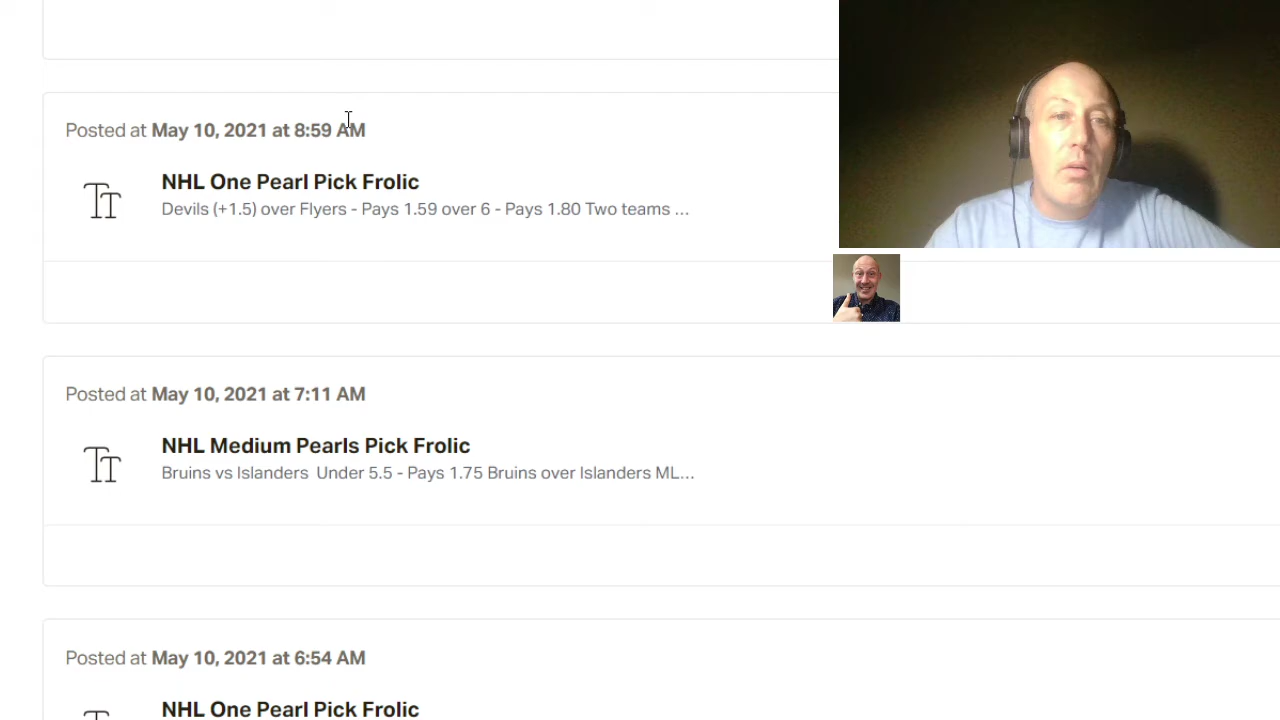 Posted at May 10, 2021 at 8:59 AM
TT
NHL One Pearl Pick Frolic
Devils (+1.5) over Flyers - Pays 1.59 over 6 - Pays 1.80 Two teams ...
Posted at May 10, 2021 at 7:11 AM
TT
NHL Medium Pearls Pick Frolic
Bruins vs Islanders Under 5.5 - Pays 1.75 Bruins over Islanders ML...
Posted at May 10, 2021 at 6:54 AM
NHL One Pearl Pick Frolic